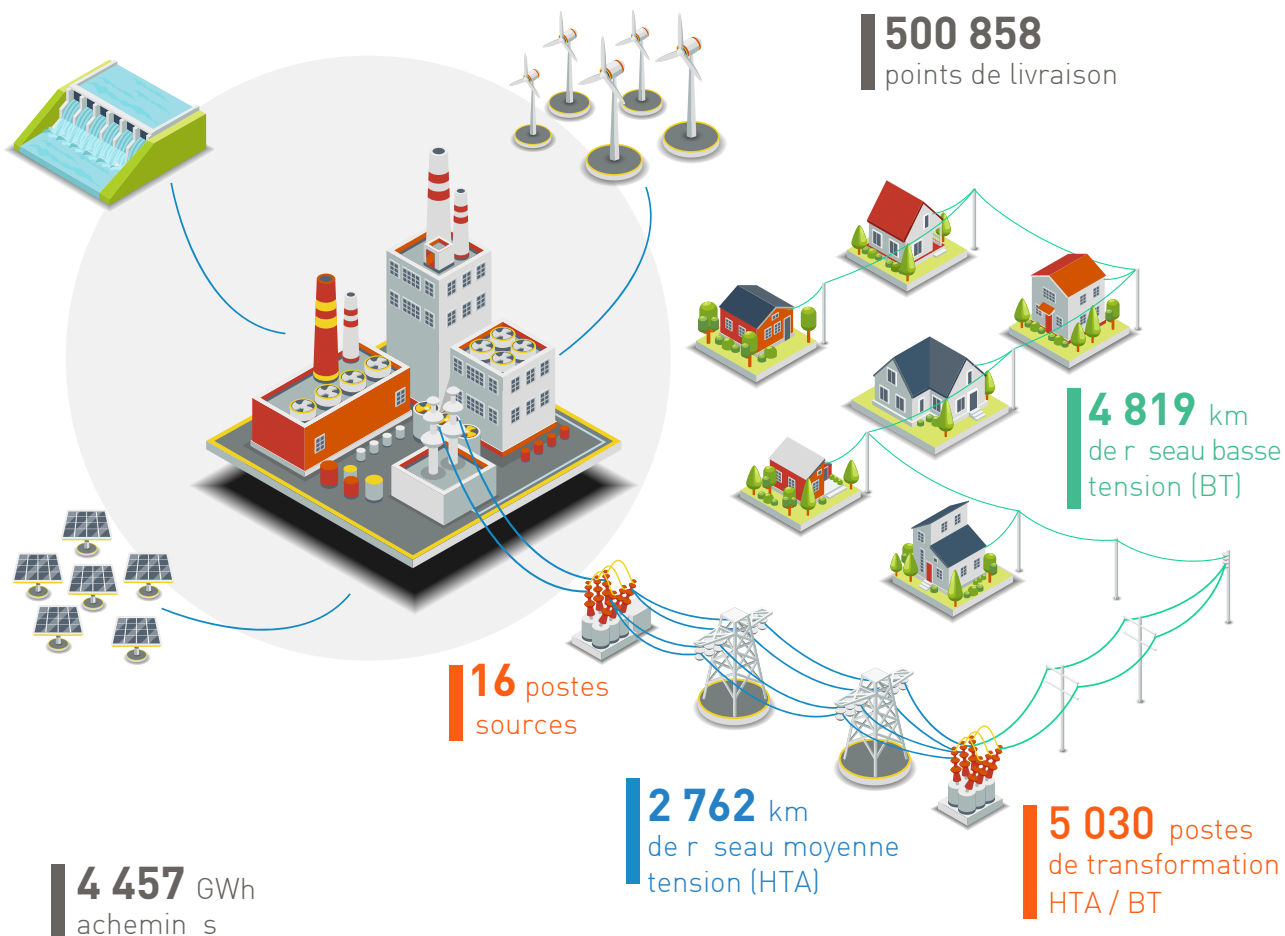 500 858
points de livraison
4 819 km
de r seau basse
tension (BT)
16 postes
sources
2 762 km
de r seau moyenne
tension (HTA)
5 030 postes
de transformation
HTA / BT
4 457 GWh
achemin s